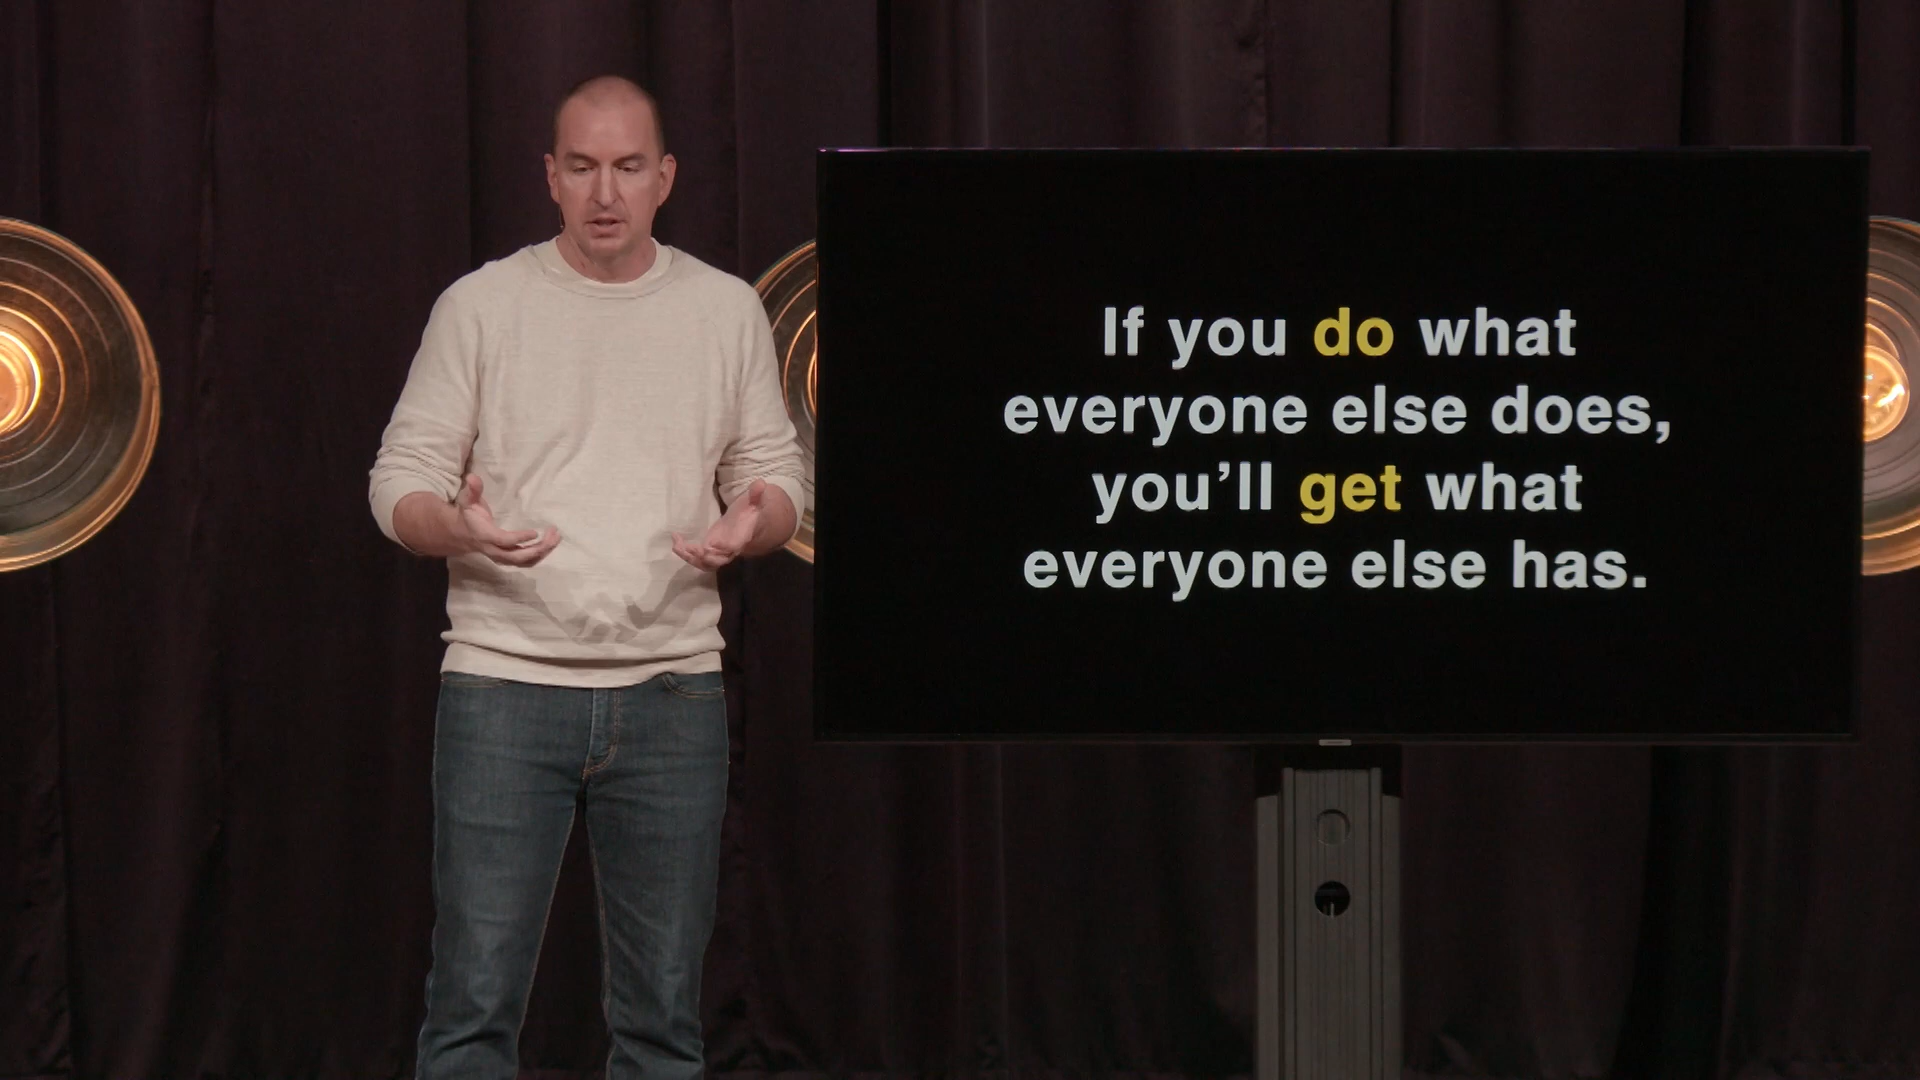 If you do what
everyone else does,
you’ll get what
everyone else has.